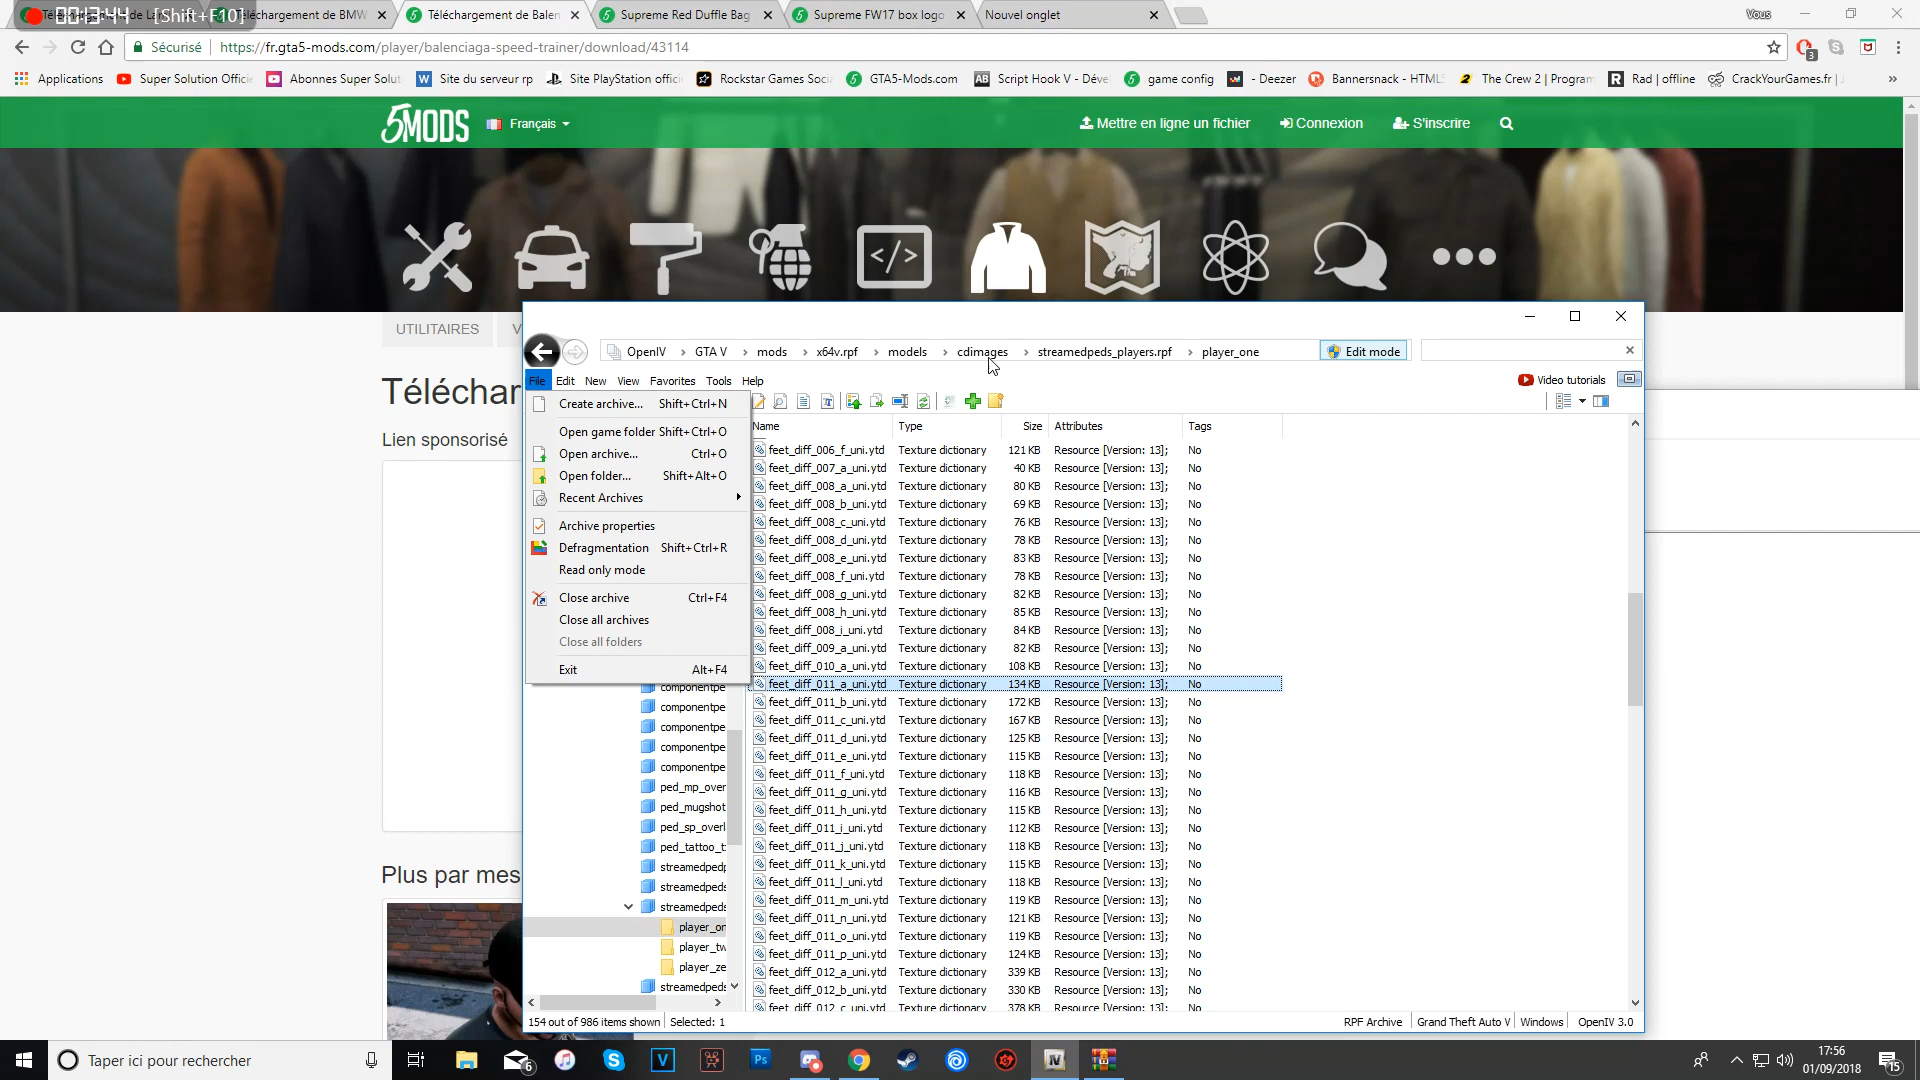 Téléchargement de La
00:13:44 [Shift+F10]
Téléchargement de BMW
Téléchargement de Balen
Supreme Red Duffle Bag
Supreme FW17 box logo
Nouvel onglet
Vous
Sécurisé
https://fr.gta5-mods.com/player/balenciaga-speed-trainer/download/43114
3
Applications
Super Solution Officie
Abonnes Super Solut
Site du serveur rp
Site PlayStation offici
Rockstar Games Soci
GTA5-Mods.com
Script Hook V - Déve
game config
- Deezer
Bannersnack - HTML5
The Crew 2 | Program
Rad | offline
CrackYourGames.fr |
»
5MODS
Français
Mettre en ligne un fichier
Connexion
S'inscrire
UTILITAIRES
V
Téléchar
Lien sponsorisé
Plus par mes
OpenIV
GTA V
mods
x64v.rpf
models
cdimages
streamedpeds_players.rpf
player_one
Edit mode
File Edit New View Favorites Tools Help
Video tutorials
Create archive... Shift+Ctrl+N
Open game folder Shift+Ctrl+O
Open archive... Ctrl+O
Open folder... Shift+Alt+O
Recent Archives
Archive properties
Defragmentation Shift+Ctrl+R
Read only mode
Close archive Ctrl+F4
Close all archives
Close all folders
Exit Alt+F4
componentpe
componentpe
componentpe
componentpe
componentpe
ped_mp_over
ped_mugshot
ped_sp_overl
ped_tattoo_t
streamedped
streamedpeds
streamedpeds
player_on
player_tw
player_ze
streamedpeds
Name Type Size Attributes Tags
feet_diff_006_f_uni.ytd Texture dictionary 121 KB Resource [Version: 13]; No
feet_diff_007_a_uni.ytd Texture dictionary 40 KB Resource [Version: 13]; No
feet_diff_008_a_uni.ytd Texture dictionary 80 KB Resource [Version: 13]; No
feet_diff_008_b_uni.ytd Texture dictionary 69 KB Resource [Version: 13]; No
feet_diff_008_c_uni.ytd Texture dictionary 76 KB Resource [Version: 13]; No
feet_diff_008_d_uni.ytd Texture dictionary 78 KB Resource [Version: 13]; No
feet_diff_008_e_uni.ytd Texture dictionary 83 KB Resource [Version: 13]; No
feet_diff_008_f_uni.ytd Texture dictionary 78 KB Resource [Version: 13]; No
feet_diff_008_g_uni.ytd Texture dictionary 82 KB Resource [Version: 13]; No
feet_diff_008_h_uni.ytd Texture dictionary 85 KB Resource [Version: 13]; No
feet_diff_008_i_uni.ytd Texture dictionary 84 KB Resource [Version: 13]; No
feet_diff_009_a_uni.ytd Texture dictionary 82 KB Resource [Version: 13]; No
feet_diff_010_a_uni.ytd Texture dictionary 108 KB Resource [Version: 13]; No
feet_diff_011_a_uni.ytd Texture dictionary 134 KB Resource [Version: 13]; No
feet_diff_011_b_uni.ytd Texture dictionary 172 KB Resource [Version: 13]; No
feet_diff_011_c_uni.ytd Texture dictionary 167 KB Resource [Version: 13]; No
feet_diff_011_d_uni.ytd Texture dictionary 125 KB Resource [Version: 13]; No
feet_diff_011_e_uni.ytd Texture dictionary 115 KB Resource [Version: 13]; No
feet_diff_011_f_uni.ytd Texture dictionary 118 KB Resource [Version: 13]; No
feet_diff_011_g_uni.ytd Texture dictionary 116 KB Resource [Version: 13]; No
feet_diff_011_h_uni.ytd Texture dictionary 115 KB Resource [Version: 13]; No
feet_diff_011_i_uni.ytd Texture dictionary 112 KB Resource [Version: 13]; No
feet_diff_011_j_uni.ytd Texture dictionary 118 KB Resource [Version: 13]; No
feet_diff_011_k_uni.ytd Texture dictionary 115 KB Resource [Version: 13]; No
feet_diff_011_l_uni.ytd Texture dictionary 118 KB Resource [Version: 13]; No
feet_diff_011_m_uni.ytd Texture dictionary 119 KB Resource [Version: 13]; No
feet_diff_011_n_uni.ytd Texture dictionary 121 KB Resource [Version: 13]; No
feet_diff_011_o_uni.ytd Texture dictionary 119 KB Resource [Version: 13]; No
feet_diff_011_p_uni.ytd Texture dictionary 124 KB Resource [Version: 13]; No
feet_diff_012_a_uni.ytd Texture dictionary 339 KB Resource [Version: 13]; No
feet_diff_012_b_uni.ytd Texture dictionary 330 KB Resource [Version: 13]; No
feet_diff_012_c_uni.ytd Texture dictionary 378 KB Resource [Version: 13]; No
154 out of 986 items shown
Selected: 1
RPF Archive
Grand Theft Auto V
Windows
OpenIV 3.0
Taper ici pour rechercher
6
17:56
01/09/2018
15